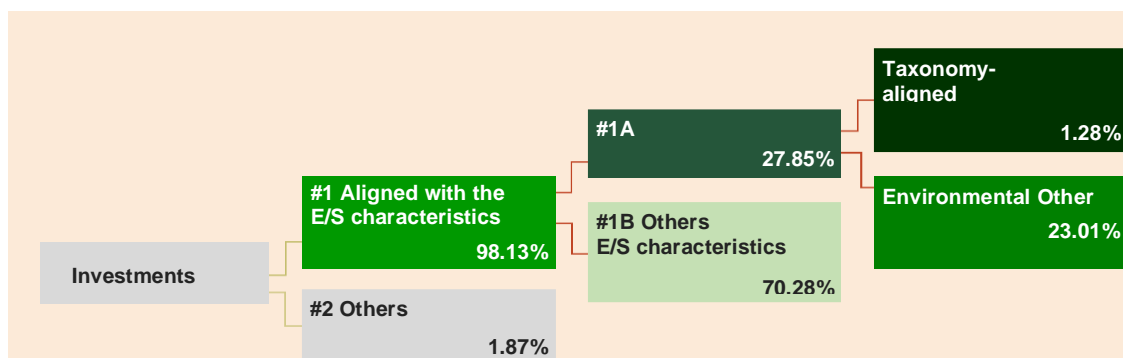 Taxonomy-
aligned
1.28%
#1A
27.85%
#1 Aligned with the
E/S characteristics
98.13%
Environmental Other
23.01%
#1B Others
E/S characteristics
70.28%
Investments
#2 Others
1.87%